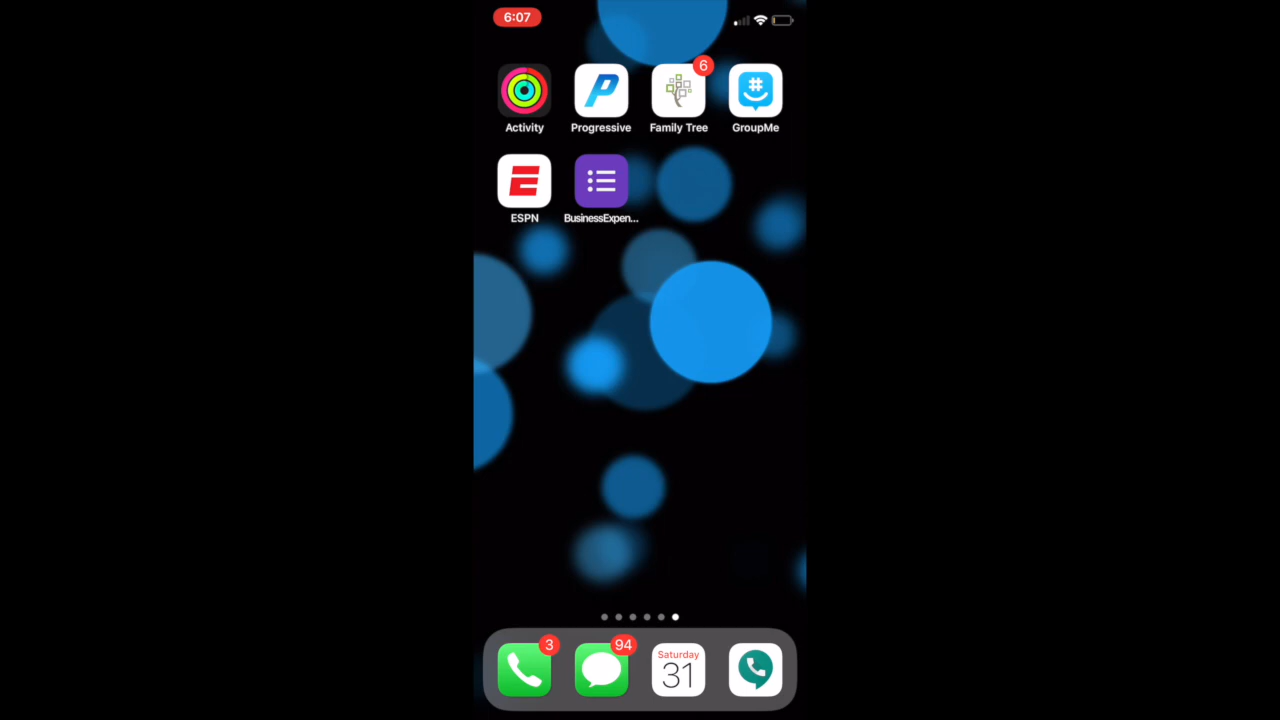 6:07
6
Activity
Progressive
Family Tree
GroupMe
ESPN
BusinessExpen...
3
94
Saturday
31